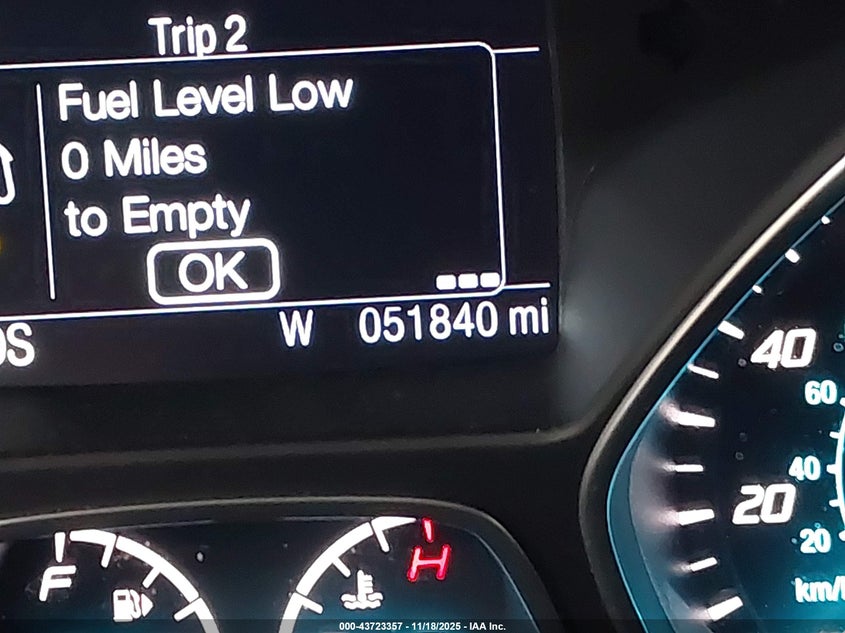 Trip 2
Fuel Level Low
0 Miles
to Empty
OK
W 051840 mi
40
60
40
20
20
F
H
000-43723357 - 11/18/2025 - IAA Inc.